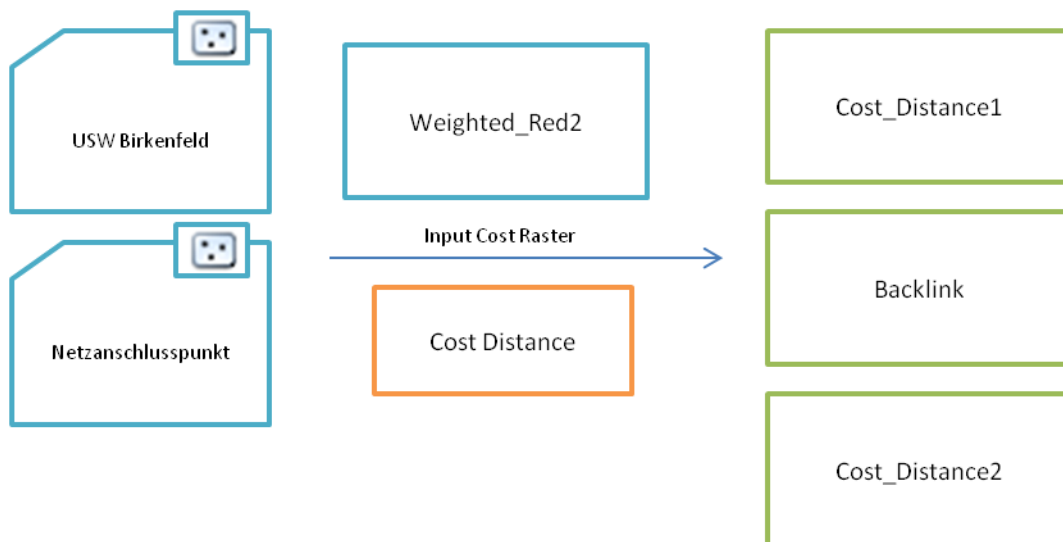 USW Birkenfeld
Netzanschlusspunkt
Weighted_Red2
Input Cost Raster
Cost Distance
Cost_Distance1
Backlink
Cost_Distance2